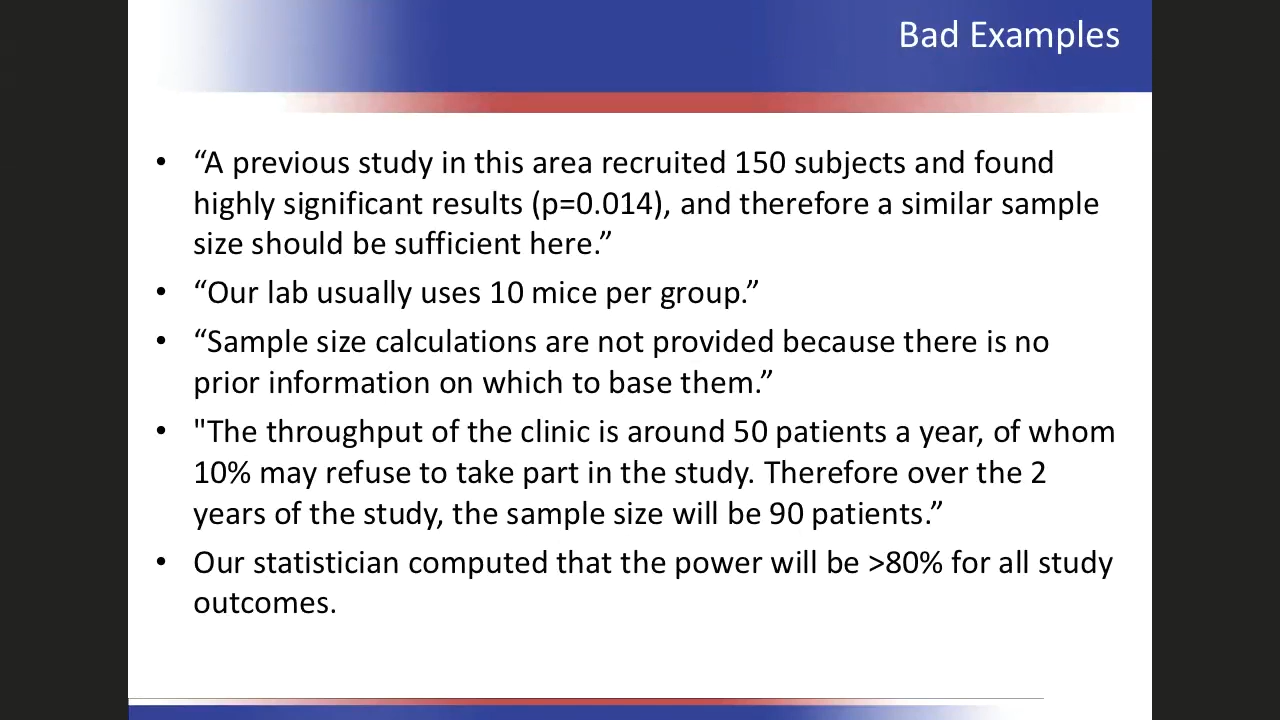 Bad Examples
• “A previous study in this area recruited 150 subjects and found
highly significant results (p=0.014), and therefore a similar sample
size should be sufficient here.”
• “Our lab usually uses 10 mice per group.”
• “Sample size calculations are not provided because there is no
prior information on which to base them.”
• "The throughput of the clinic is around 50 patients a year, of whom
10% may refuse to take part in the study. Therefore over the 2
years of the study, the sample size will be 90 patients.”
• Our statistician computed that the power will be >80% for all study
outcomes.